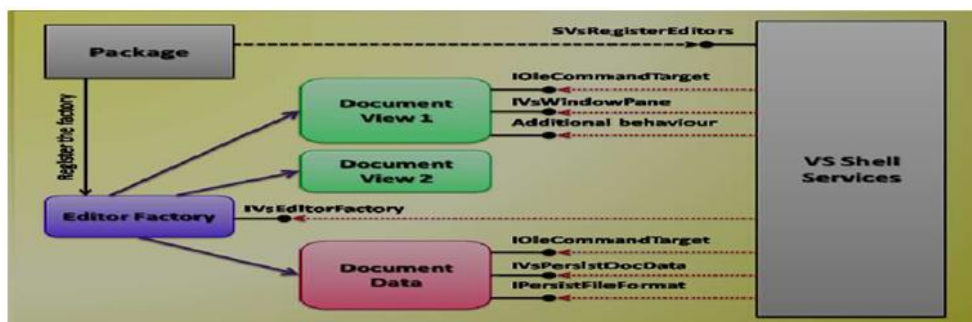 SVsRegisterEditors
Package
IOleCommandTarget
Document
View 1
IVsWindowPane
Additional behaviour
Register the factory
VS Shell
Services
Document
View 2
IVsEditorFactory
Editor Factory
IOleCommandTarget
Document
Data
IVsPersistDocData
IPersistFileFormat